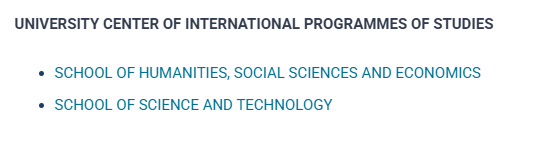 UNIVERSITY CENTER OF INTERNATIONAL PROGRAMMES OF STUDIES
SCHOOL OF HUMANITIES, SOCIAL SCIENCES AND ECONOMICS
SCHOOL OF SCIENCE AND TECHNOLOGY